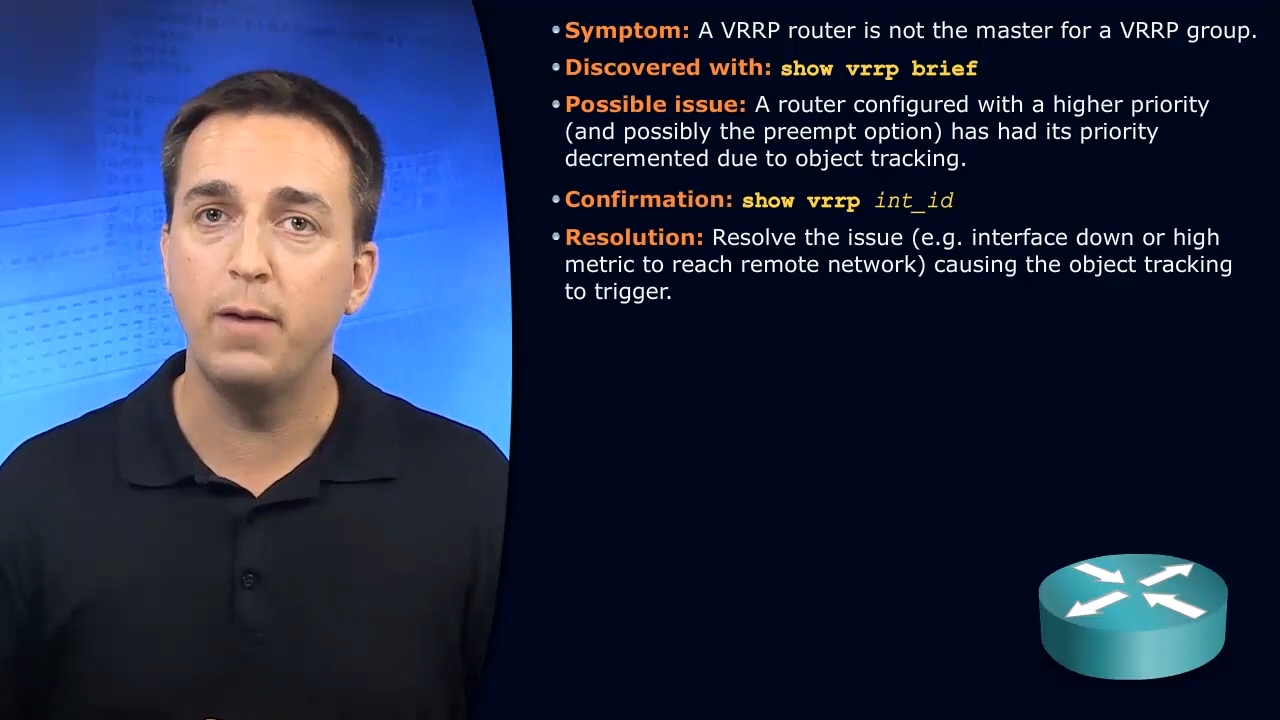 • Symptom: A VRRP router is not the master for a VRRP group.
• Discovered with: show vrrp brief
• Possible issue: A router configured with a higher priority
(and possibly the preempt option) has had its priority
decremented due to object tracking.
• Confirmation: show vrrp int_id
• Resolution: Resolve the issue (e.g. interface down or high
metric to reach remote network) causing the object tracking
to trigger.